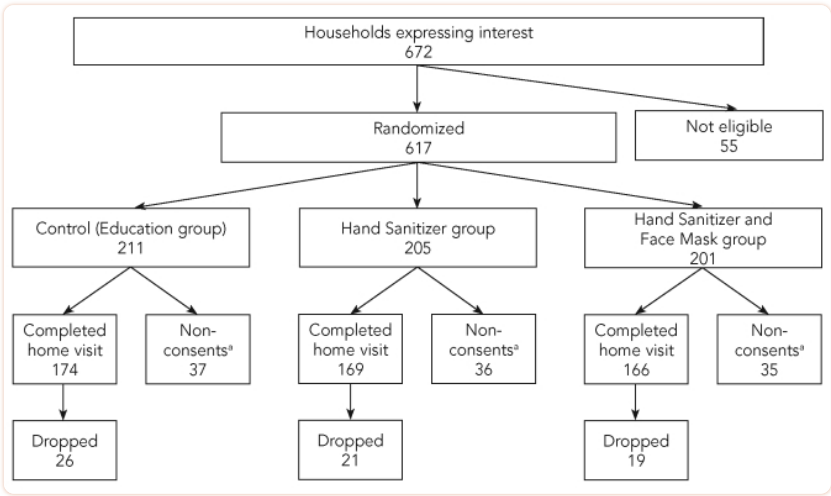 Households expressing interest
672
Randomized
617
Not eligible
55
Control (Education group)
211
Hand Sanitizer group
205
Hand Sanitizer and
Face Mask group
201
Completed
home visit
174
Non-
consentsᵃ
37
Completed
home visit
169
Non-
consentsᵃ
36
Completed
home visit
166
Non-
consentsᵃ
35
Dropped
26
Dropped
21
Dropped
19